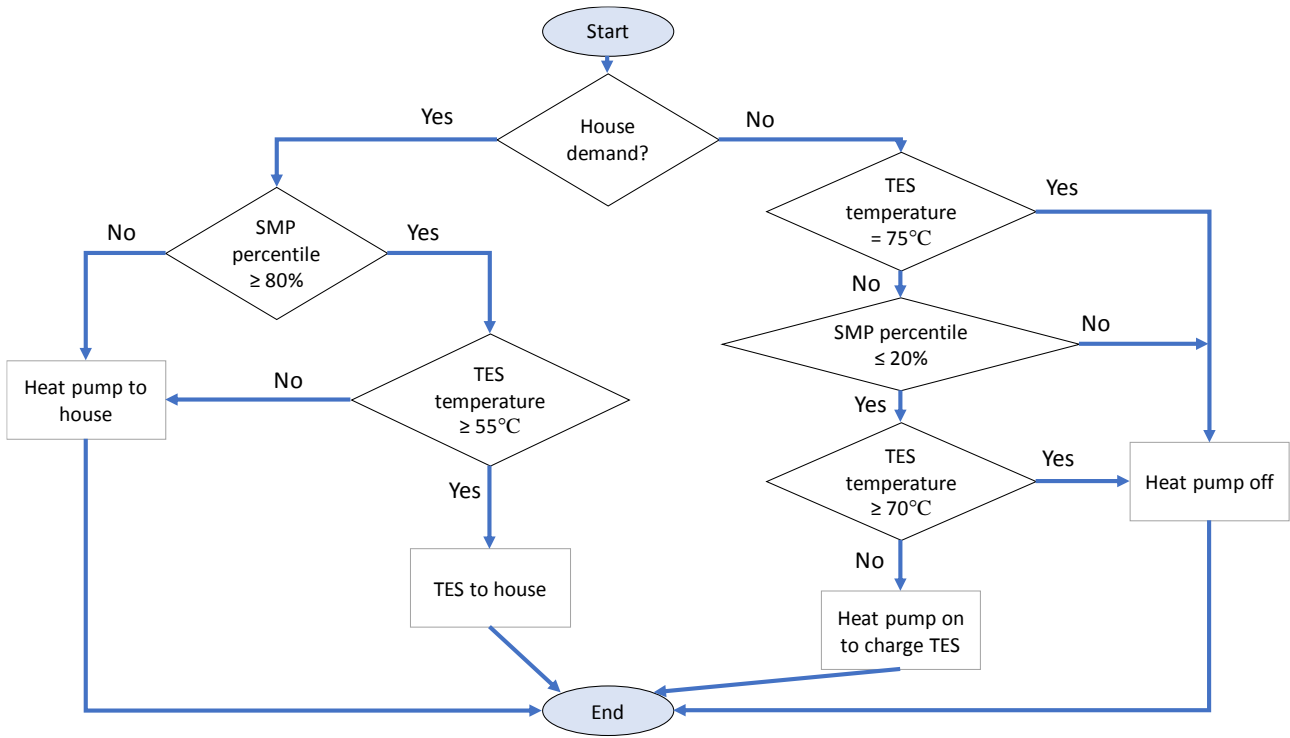 Start
House
demand?
Yes
No
SMP
percentile
≥ 80%
No
Yes
TES
temperature
= 75℃
Yes
No
SMP percentile
≤ 20%
No
Yes
Heat pump to
house
No
TES
temperature
≥ 55℃
Yes
TES
temperature
≥ 70℃
Yes
No
Heat pump off
TES to house
Heat pump on
to charge TES
End